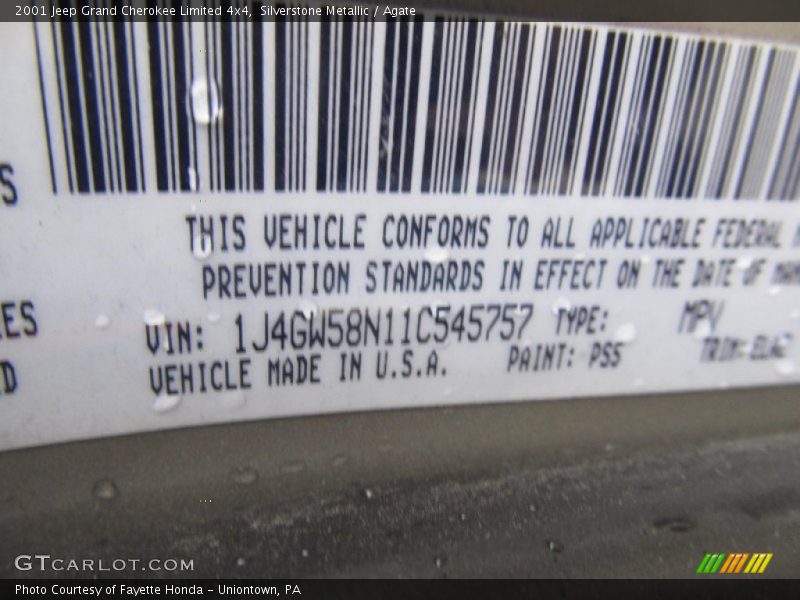 2001 Jeep Grand Cherokee Limited 4x4, Silverstone Metallic / Agate
S
THIS VEHICLE CONFORMS TO ALL APPLICABLE FEDERAL
PREVENTION STANDARDS IN EFFECT ON THE DATE OF
ES
VIN: 1J4GW58N11C545757 TYPE: MPV
D
VEHICLE MADE IN U.S.A. PAINT: PS5 TRIM:
GTCARLOT.COM
Photo Courtesy of Fayette Honda - Uniontown, PA